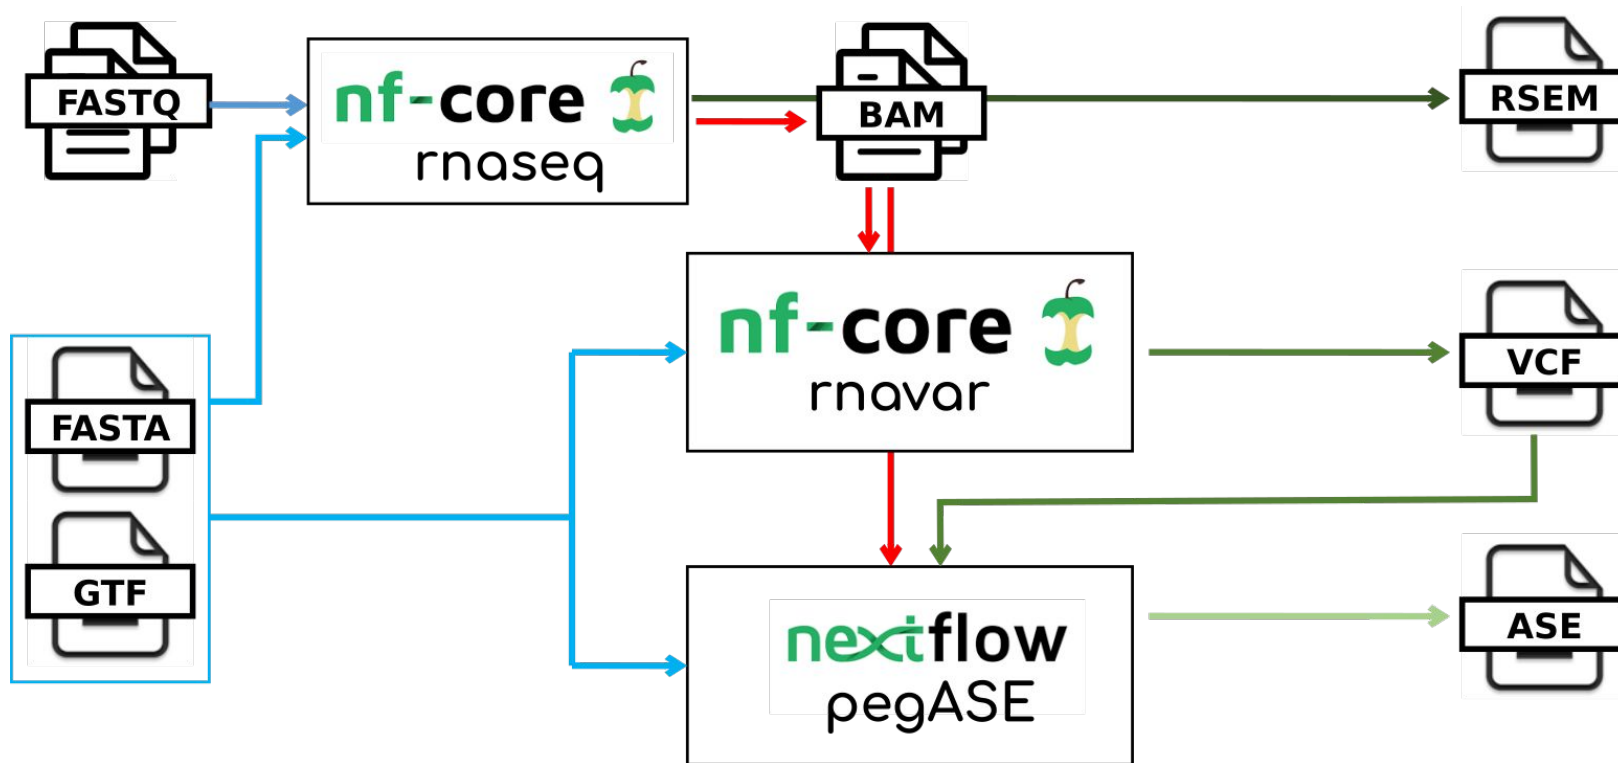 FASTQ
nf-core
rnaseq
BAM
RSEM
nf-core
rnavar
VCF
FASTA
GTF
nextflow
pegASE
ASE